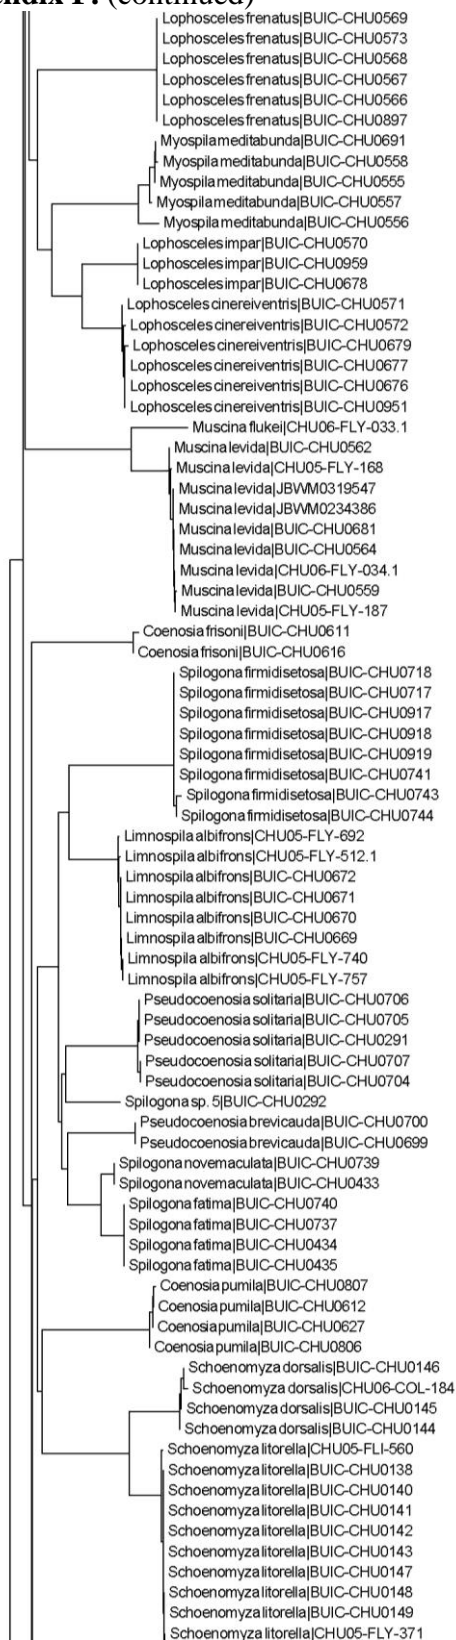 (continued)
Lophosceles frenatus|BUIC-CHU0569
Lophosceles frenatus|BUIC-CHU0573
Lophosceles frenatus|BUIC-CHU0568
Lophosceles frenatus|BUIC-CHU0567
Lophosceles frenatus|BUIC-CHU0566
Lophosceles frenatus|BUIC-CHU0897
Myospila meditabunda|BUIC-CHU0691
Myospila meditabunda|BUIC-CHU0558
Myospila meditabunda|BUIC-CHU0555
Myospila meditabunda|BUIC-CHU0557
Myospila meditabunda|BUIC-CHU0556
Lophosceles impar|BUIC-CHU0570
Lophosceles impar|BUIC-CHU0959
Lophosceles impar|BUIC-CHU0678
Lophosceles cinereiventris|BUIC-CHU0571
Lophosceles cinereiventris|BUIC-CHU0572
Lophosceles cinereiventris|BUIC-CHU0679
Lophosceles cinereiventris|BUIC-CHU0677
Lophosceles cinereiventris|BUIC-CHU0676
Lophosceles cinereiventris|BUIC-CHU0951
Muscina flukei|CHU06-FLY-033.1
Muscina levida|BUIC-CHU0562
Muscina levida|CHU05-FLY-168
Muscina levida|JBWM0319547
Muscina levida|JBWM0234386
Muscina levida|BUIC-CHU0681
Muscina levida|BUIC-CHU0564
Muscina levida|CHU06-FLY-034.1
Muscina levida|BUIC-CHU0559
Muscina levida|CHU05-FLY-187
Coenosia frisoni|BUIC-CHU0611
Coenosia frisoni|BUIC-CHU0616
Spilogona firmidisetosa|BUIC-CHU0718
Spilogona firmidisetosa|BUIC-CHU0717
Spilogona firmidisetosa|BUIC-CHU0917
Spilogona firmidisetosa|BUIC-CHU0918
Spilogona firmidisetosa|BUIC-CHU0919
Spilogona firmidisetosa|BUIC-CHU0741
Spilogona firmidisetosa|BUIC-CHU0743
Spilogona firmidisetosa|BUIC-CHU0744
Limnospila albifrons|CHU05-FLY-692
Limnospila albifrons|CHU05-FLY-512.1
Limnospila albifrons|BUIC-CHU0672
Limnospila albifrons|BUIC-CHU0671
Limnospila albifrons|BUIC-CHU0670
Limnospila albifrons|BUIC-CHU0669
Limnospila albifrons|CHU05-FLY-740
Limnospila albifrons|CHU05-FLY-757
Pseudocoenosia solitaria|BUIC-CHU0706
Pseudocoenosia solitaria|BUIC-CHU0705
Pseudocoenosia solitaria|BUIC-CHU0291
Pseudocoenosia solitaria|BUIC-CHU0707
Pseudocoenosia solitaria|BUIC-CHU0704
Spilogona sp. 5|BUIC-CHU0292
Pseudocoenosia brevicauda|BUIC-CHU0700
Pseudocoenosia brevicauda|BUIC-CHU0699
Spilogona novemaculata|BUIC-CHU0739
Spilogona novemaculata|BUIC-CHU0433
Spilogona fatima|BUIC-CHU0740
Spilogona fatima|BUIC-CHU0737
Spilogona fatima|BUIC-CHU0434
Spilogona fatima|BUIC-CHU0435
Coenosia pumila|BUIC-CHU0807
Coenosia pumila|BUIC-CHU0612
Coenosia pumila|BUIC-CHU0627
Coenosia pumila|BUIC-CHU0806
Schoenomyza dorsalis|BUIC-CHU0146
Schoenomyza dorsalis|CHU06-COL-184
Schoenomyza dorsalis|BUIC-CHU0145
Schoenomyza dorsalis|BUIC-CHU0144
Schoenomyza litorella|CHU05-FLI-560
Schoenomyza litorella|BUIC-CHU0138
Schoenomyza litorella|BUIC-CHU0140
Schoenomyza litorella|BUIC-CHU0141
Schoenomyza litorella|BUIC-CHU0142
Schoenomyza litorella|BUIC-CHU0143
Schoenomyza litorella|BUIC-CHU0147
Schoenomyza litorella|BUIC-CHU0148
Schoenomyza litorella|BUIC-CHU0149
Schoenomyza litorella|CHU05-FLY-371